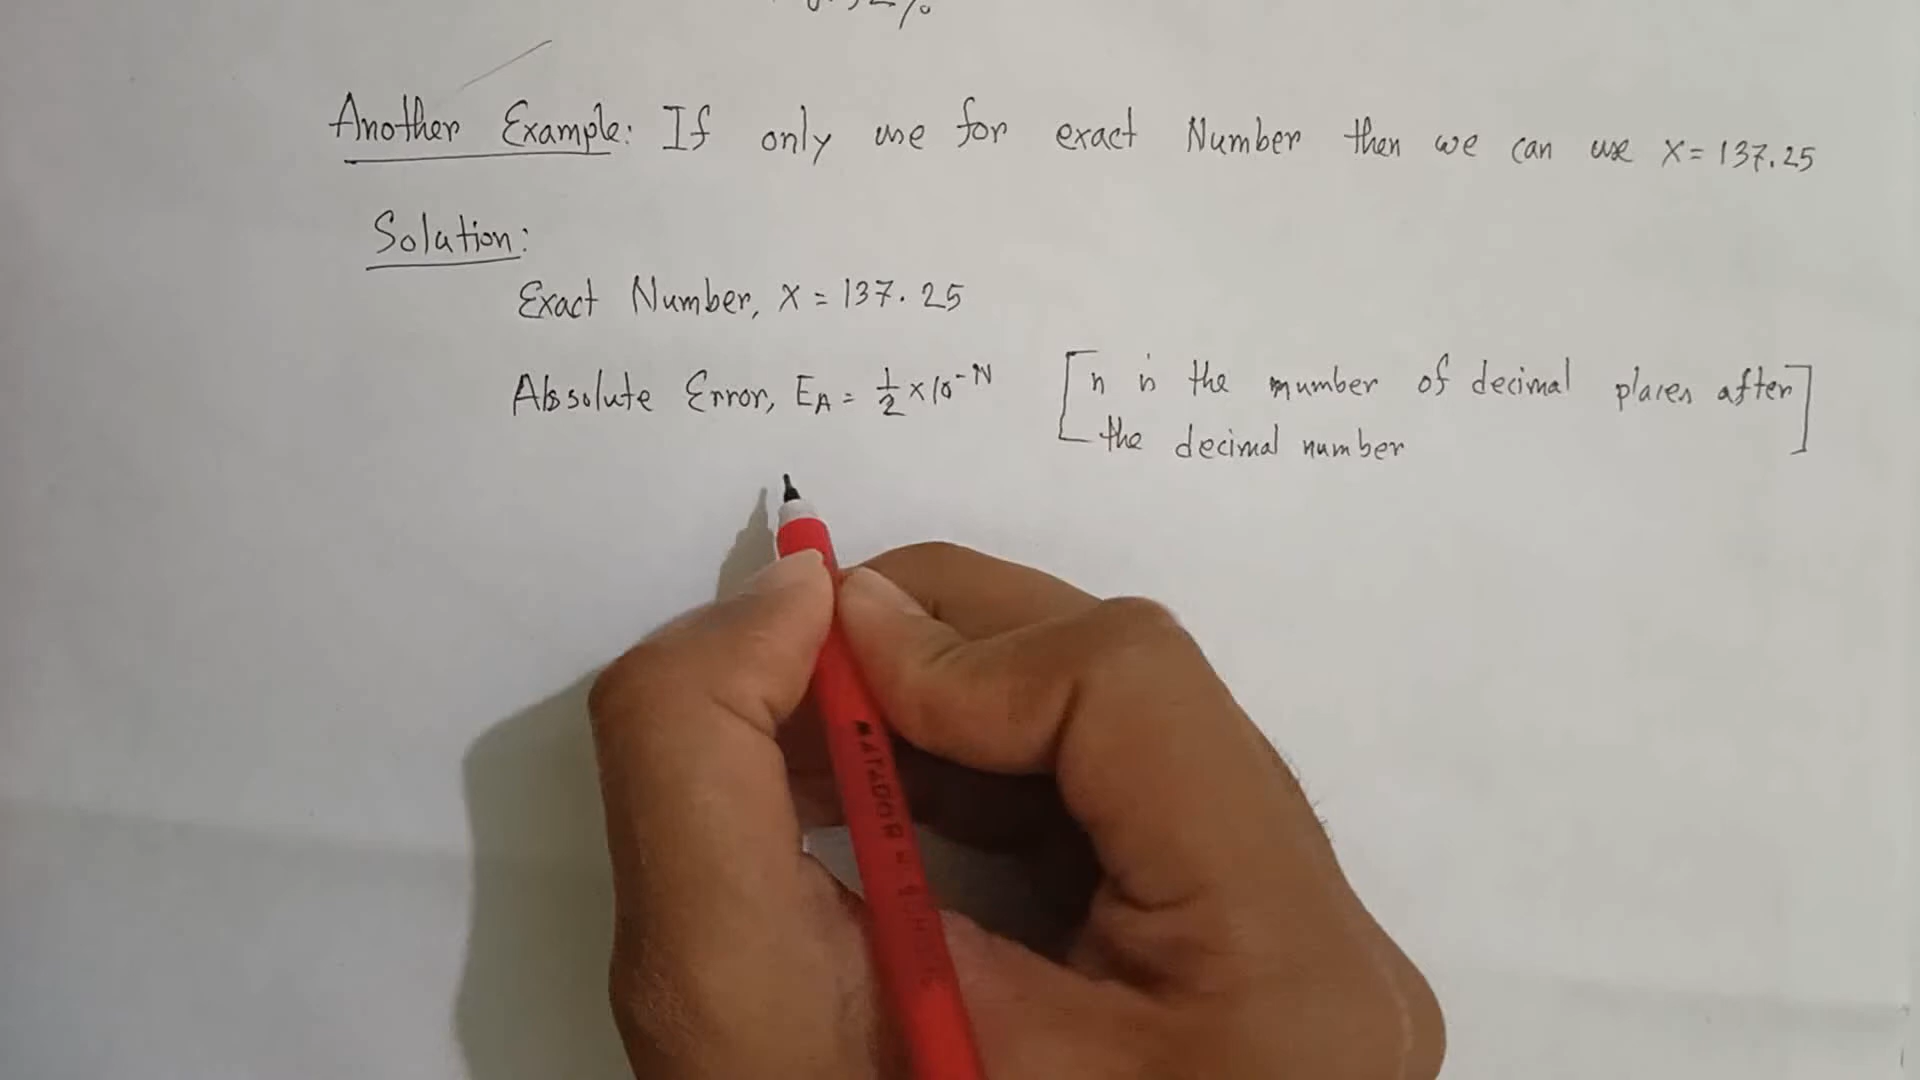 Another Example: If only use for exact Number then we can use x = 137.25
Solution:
Exact Number, x = 137.25
Absolute Error, E_A = 1/2 × 10^-N [n is the number of decimal places after
the decimal number]
MATADOR